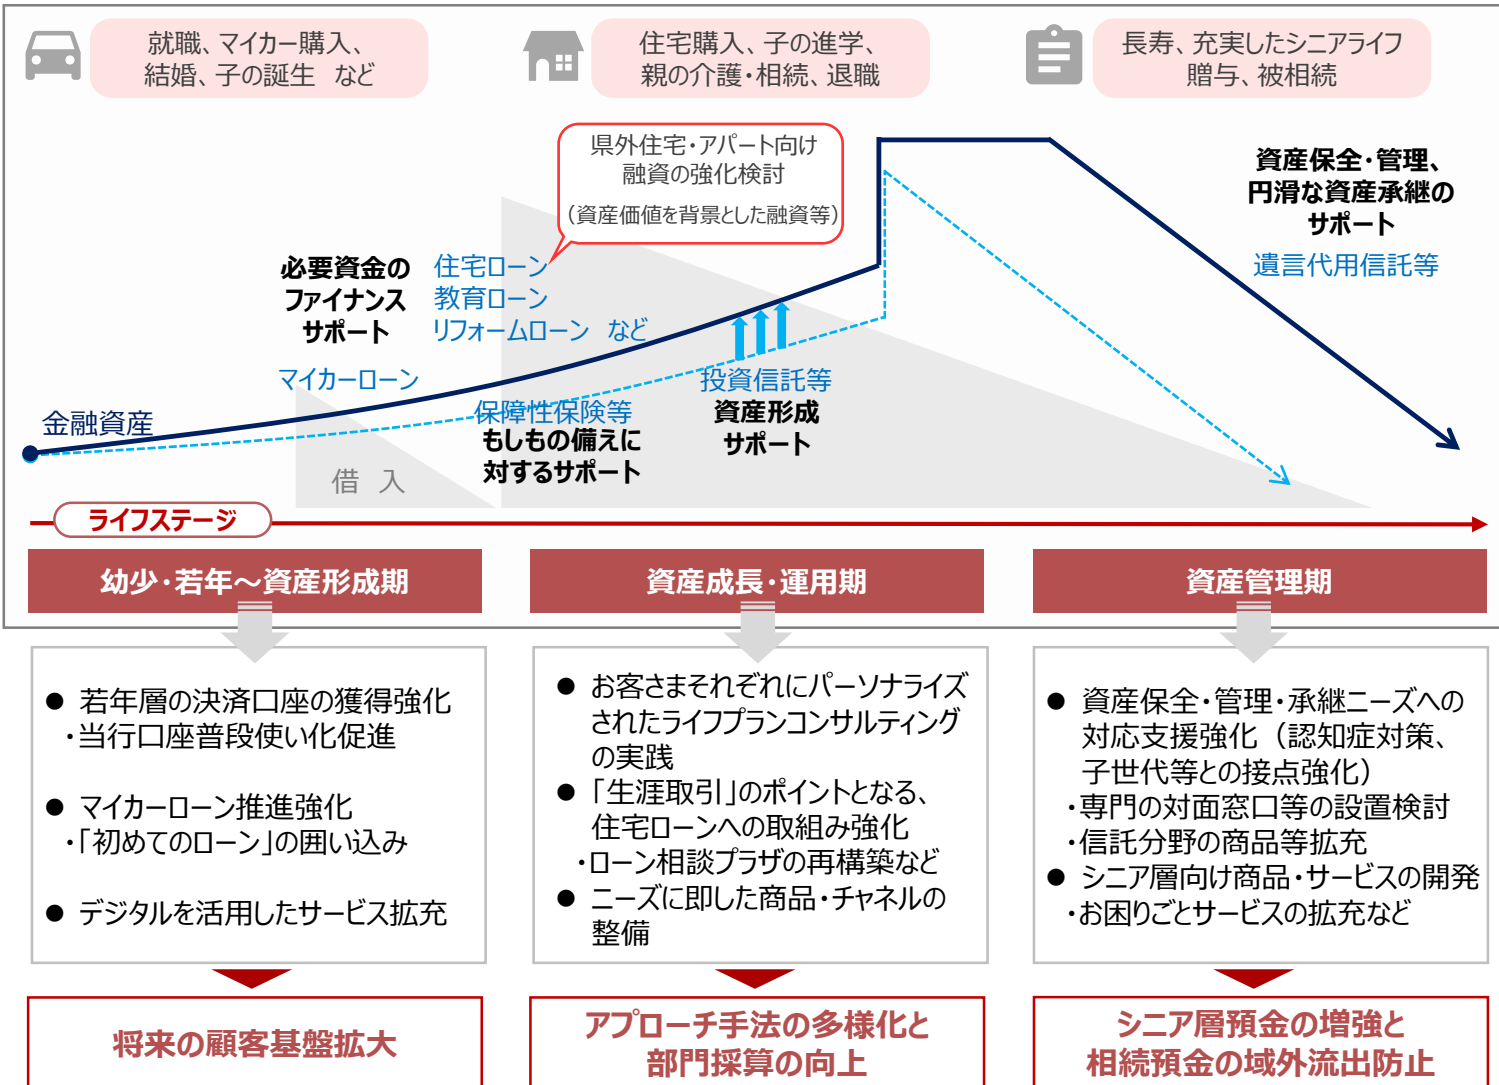 就職、マイカー購入、
結婚、子の誕生　など
住宅購入、子の進学、
親の介護・相続、退職
長寿、充実したシニアライフ
贈与、被相続
県外住宅・アパート向け
融資の強化検討
（資産価値を背景とした融資等）
資産保全・管理、
円滑な資産承継の
サポート
遺言代用信託等
必要資金の
ファイナンス
サポート
住宅ローン
教育ローン
リフォームローン　など
マイカーローン
金融資産
保障性保険等
もしもの備えに
対するサポート
投資信託等
資産形成
サポート
借　入
ライフステージ
幼少・若年～資産形成期
資産成長・運用期
資産管理期
● 若年層の決済口座の獲得強化
・当行口座普段使い化促進
● マイカーローン推進強化
・「初めてのローン」の囲い込み
● デジタルを活用したサービス拡充
● お客さまそれぞれにパーソナライズ
されたライフプランコンサルティング
の実践
● 「生涯取引」のポイントとなる、
住宅ローンへの取組み強化
・ローン相談プラザの再構築など
● ニーズに即した商品・チャネルの
整備
● 資産保全・管理・承継ニーズへの
対応支援強化（認知症対策、
子世代等との接点強化）
・専門の対面窓口等の設置検討
・信託分野の商品等拡充
● シニア層向け商品・サービスの開発
・お困りごとサービスの拡充など
将来の顧客基盤拡大
アプローチ手法の多様化と
部門採算の向上
シニア層預金の増強と
相続預金の域外流出防止